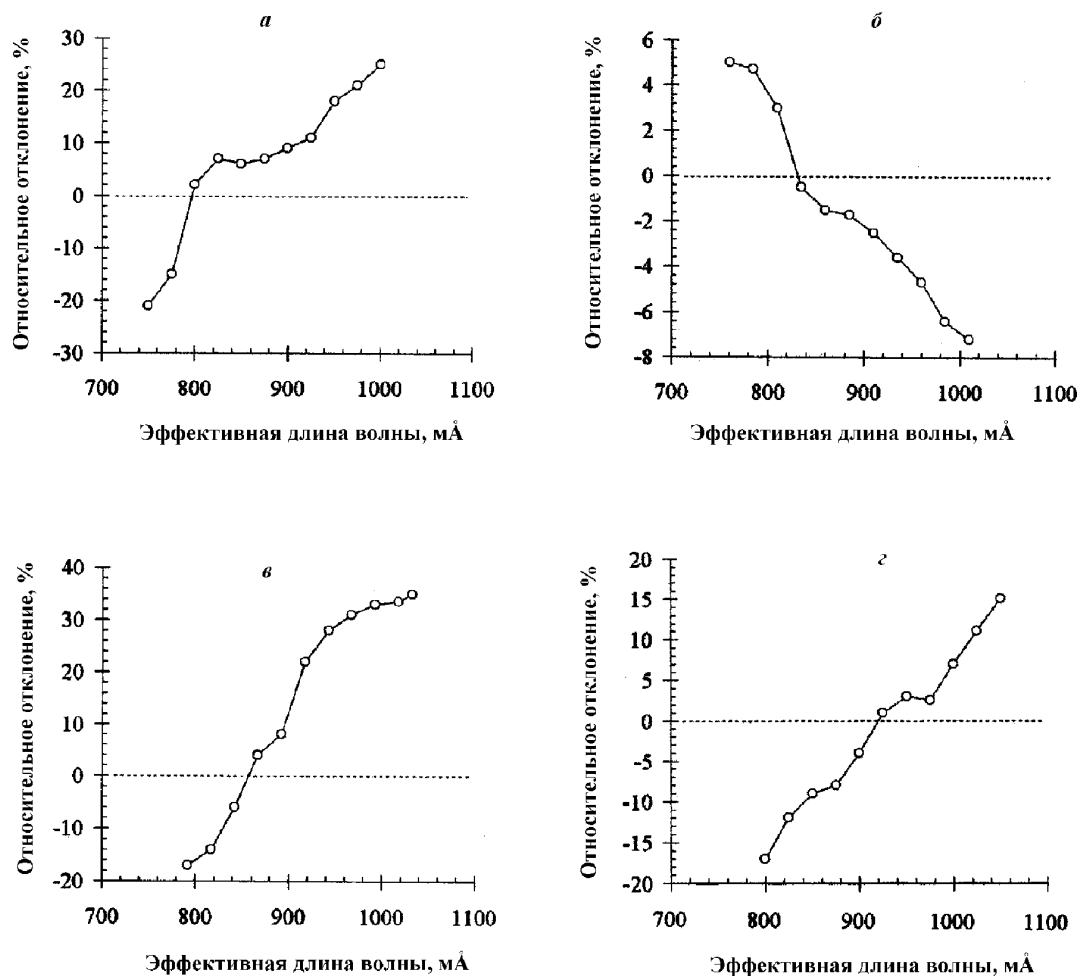 а
Относительное отклонение, %
30
20
10
0
-10
-20
-30
700 800 900 1000 1100
Эффективная длина волны, мÅ
б
Относительное отклонение, %
6
4
2
0
-2
-4
-6
-8
700 800 900 1000 1100
Эффективная длина волны, мÅ
в
Относительное отклонение, %
40
30
20
10
0
-10
-20
700 800 900 1000 1100
Эффективная длина волны, мÅ
г
Относительное отклонение, %
20
15
10
5
0
-5
-10
-15
-20
700 800 900 1000 1100
Эффективная длина волны, мÅ